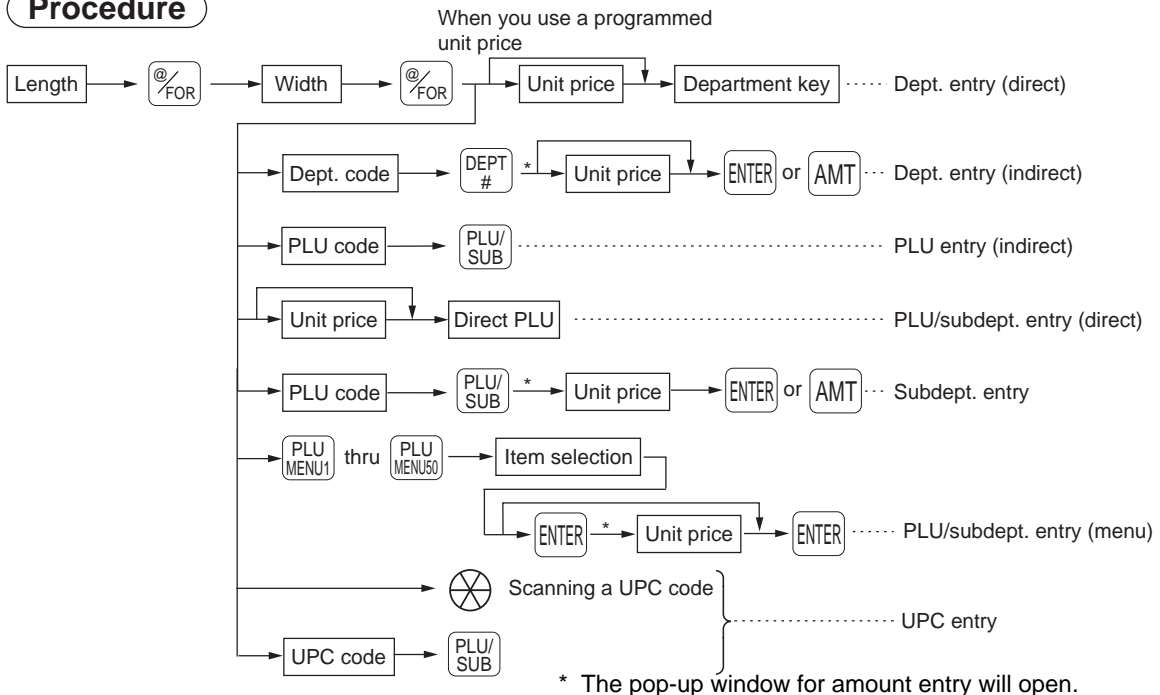 Procedure
When you use a programmed
unit price
Length @/FOR Width @/FOR Unit price Department key Dept. entry (direct)
Dept. code DEPT # * Unit price ENTER or AMT Dept. entry (indirect)
PLU code PLU/SUB PLU entry (indirect)
Unit price Direct PLU PLU/subdept. entry (direct)
PLU code PLU/SUB * Unit price ENTER or AMT Subdept. entry
PLU MENU1 thru PLU MENU50 Item selection
ENTER * Unit price ENTER PLU/subdept. entry (menu)
Scanning a UPC code
UPC entry
UPC code PLU/SUB
* The pop-up window for amount entry will open.